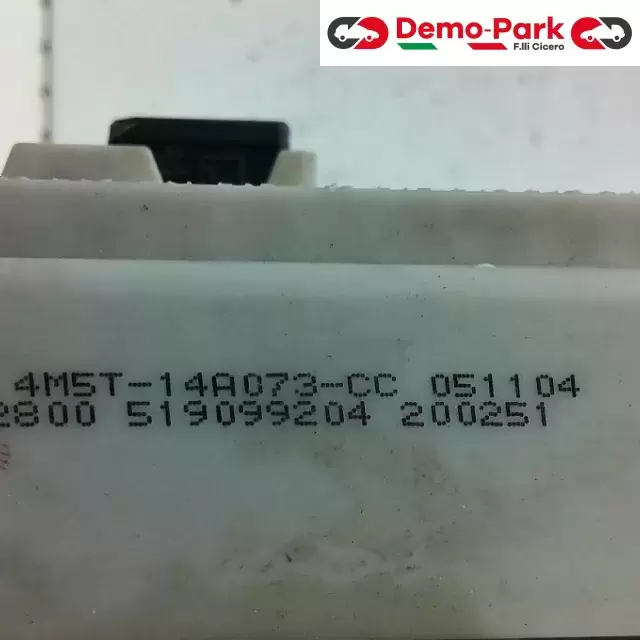 Demo-Park
F.lli Cicero
4M5T-14A073-CC 051104
2800 519099204 200251